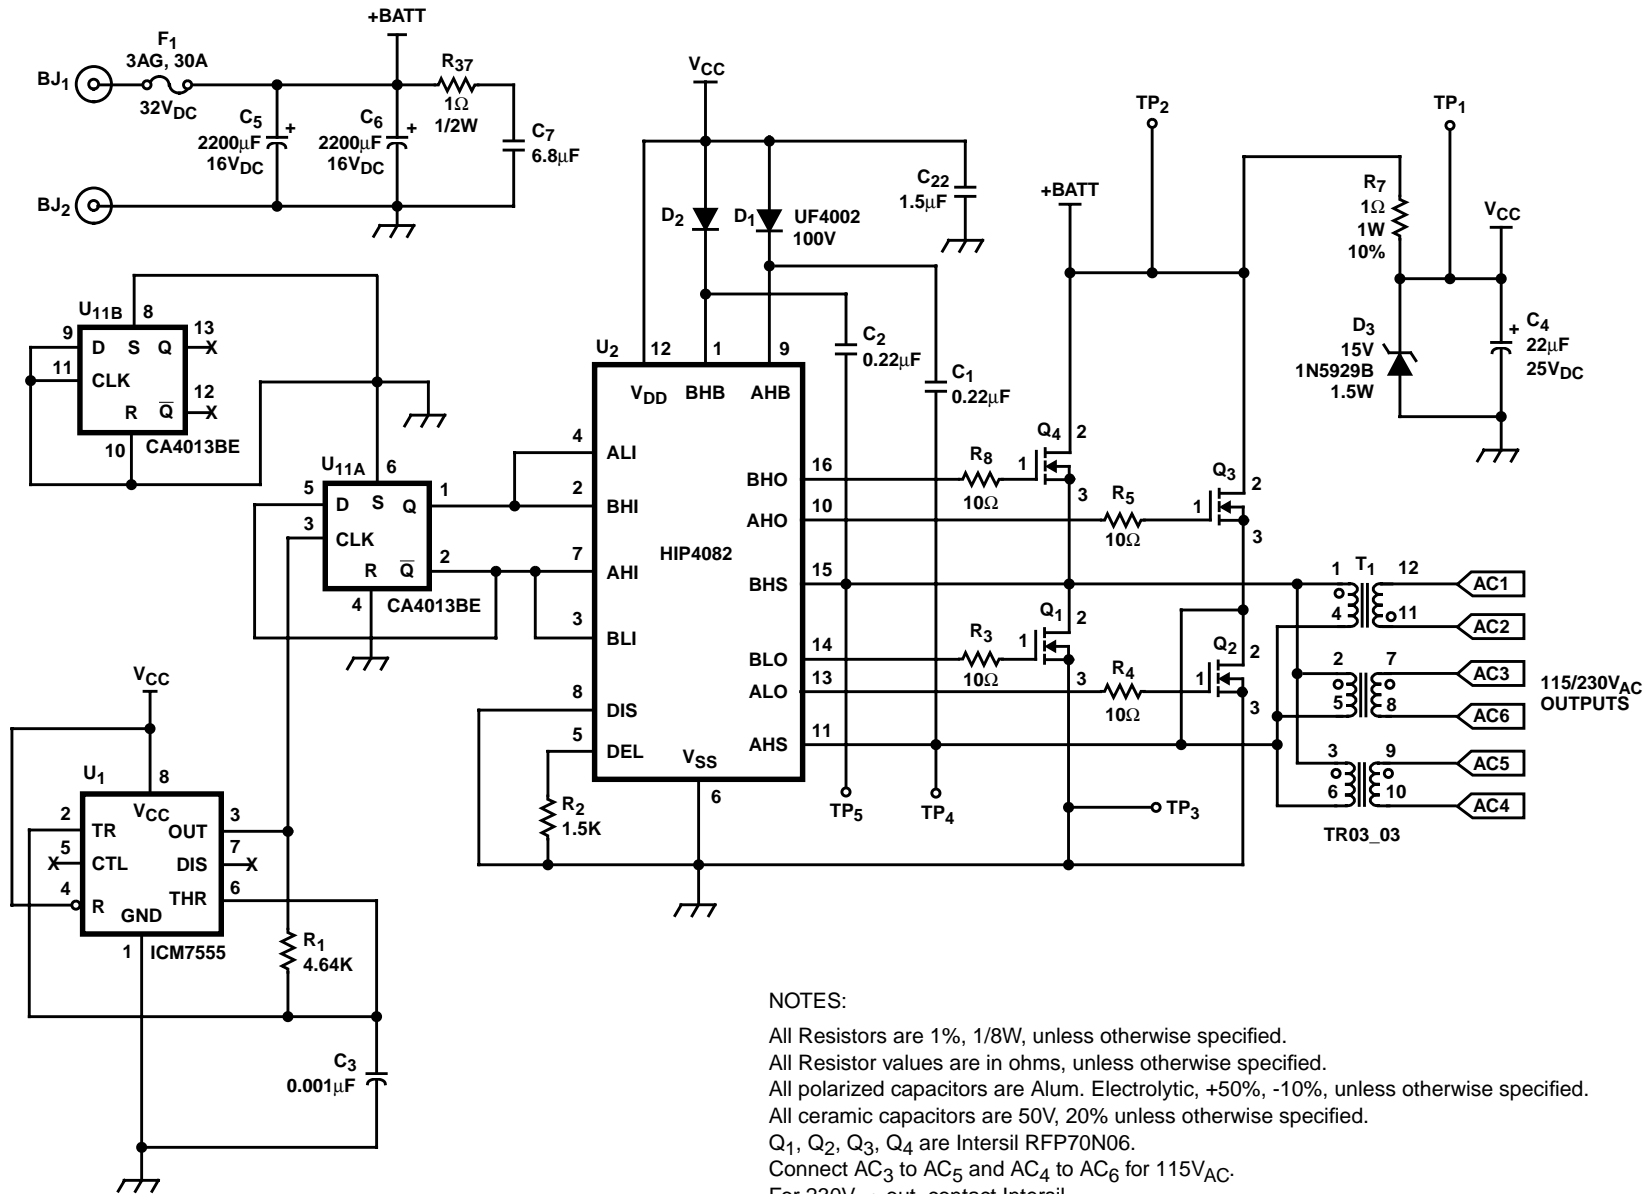 +BATT
F1
3AG, 30A
BJ1
32VDC
R37
1Ω
1/2W
C5
2200µF
16VDC
+
C6
2200µF
16VDC
+
C7
6.8µF
BJ2
VCC
D2
D1
UF4002
100V
C22
1.5µF
TP2
TP1
+BATT
R7
1Ω
1W
10%
VCC
D3
15V
1N5929B
1.5W
+
C4
22µF
25VDC
U11B
8
9
D
S
Q
13
X
11
CLK
12
R
Q
X
10
CA4013BE
U11A
6
5
D
S
Q
1
3
CLK
2
R
Q
4
CA4013BE
U2
12
1
9
VDD
BHB
AHB
C2
0.22µF
C1
0.22µF
4
ALI
2
BHI
7
AHI
3
BLI
8
DIS
5
DEL
HIP4082
VSS
6
BHO
16
AHO
10
BHS
15
BLO
14
ALO
13
AHS
11
R8
10Ω
Q4
1
2
3
R5
10Ω
Q3
1
2
3
R3
10Ω
Q1
1
2
3
R4
10Ω
Q2
1
2
3
R2
1.5K
TP5
TP4
TP3
1
T1
12
AC1
4
11
AC2
2
7
AC3
5
8
AC6
3
9
AC5
6
10
AC4
TR03_03
115/230VAC
OUTPUTS
VCC
U1
8
VCC
2
TR
OUT
3
5
X
CTL
DIS
7
X
4
R
THR
6
GND
1
ICM7555
R1
4.64K
C3
0.001µF
NOTES:
All Resistors are 1%, 1/8W, unless otherwise specified.
All Resistor values are in ohms, unless otherwise specified.
All polarized capacitors are Alum. Electrolytic, +50%, -10%, unless otherwise specified.
All ceramic capacitors are 50V, 20% unless otherwise specified.
Q1, Q2, Q3, Q4 are Intersil RFP70N06.
Connect AC3 to AC5 and AC4 to AC6 for 115VAC.
For 230V out, contact Intersil